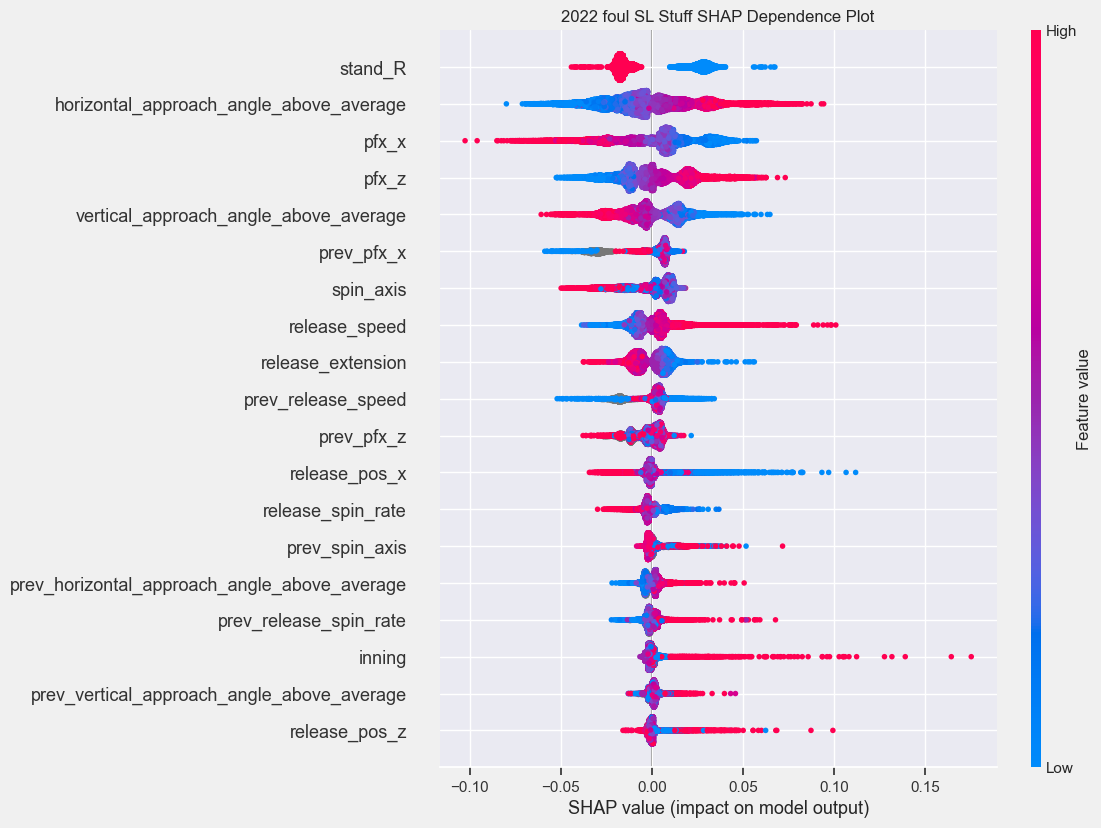 2022 foul SL Stuff SHAP Dependence Plot
High
stand_R
horizontal_approach_angle_above_average
pfx_x
pfx_z
vertical_approach_angle_above_average
prev_pfx_x
spin_axis
release_speed
release_extension
prev_release_speed
prev_pfx_z
release_pos_x
release_spin_rate
prev_spin_axis
prev_horizontal_approach_angle_above_average
prev_release_spin_rate
inning
prev_vertical_approach_angle_above_average
release_pos_z
Feature value
Low
−0.10 −0.05 0.00 0.05 0.10 0.15
SHAP value (impact on model output)